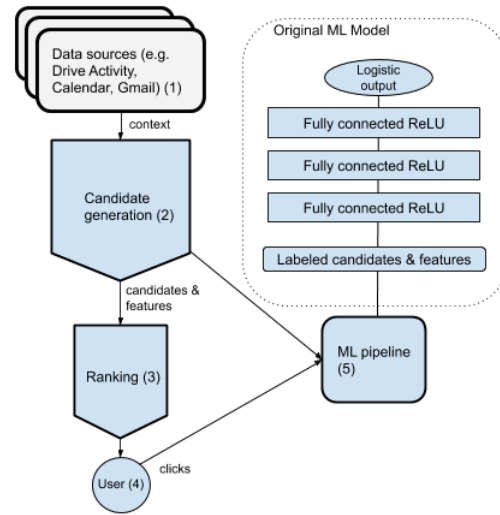 Data sources (e.g.
Drive Activity,
Calendar, Gmail) (1)
context
Candidate
generation (2)
candidates &
features
Ranking (3)
User (4)
clicks
Original ML Model
Logistic
output
Fully connected ReLU
Fully connected ReLU
Fully connected ReLU
Labeled candidates & features
ML pipeline
(5)